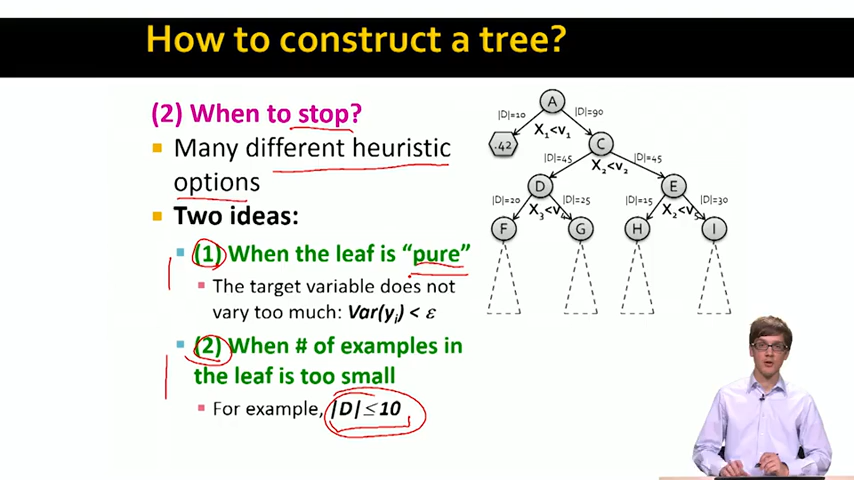 How to construct a tree?
(2) When to stop?
Many different heuristic
options
Two ideas:
(1) When the leaf is “pure”
The target variable does not
vary too much: Var(yi) < ε
(2) When # of examples in
the leaf is too small
For example, |D| ≤ 10
A
|D|=10
|D|=90
X1<v1
.42
C
|D|=45
|D|=45
X2<v2
D
E
|D|=20
|D|=25
|D|=15
|D|=30
X3<v4
X2<v5
F
G
H
I